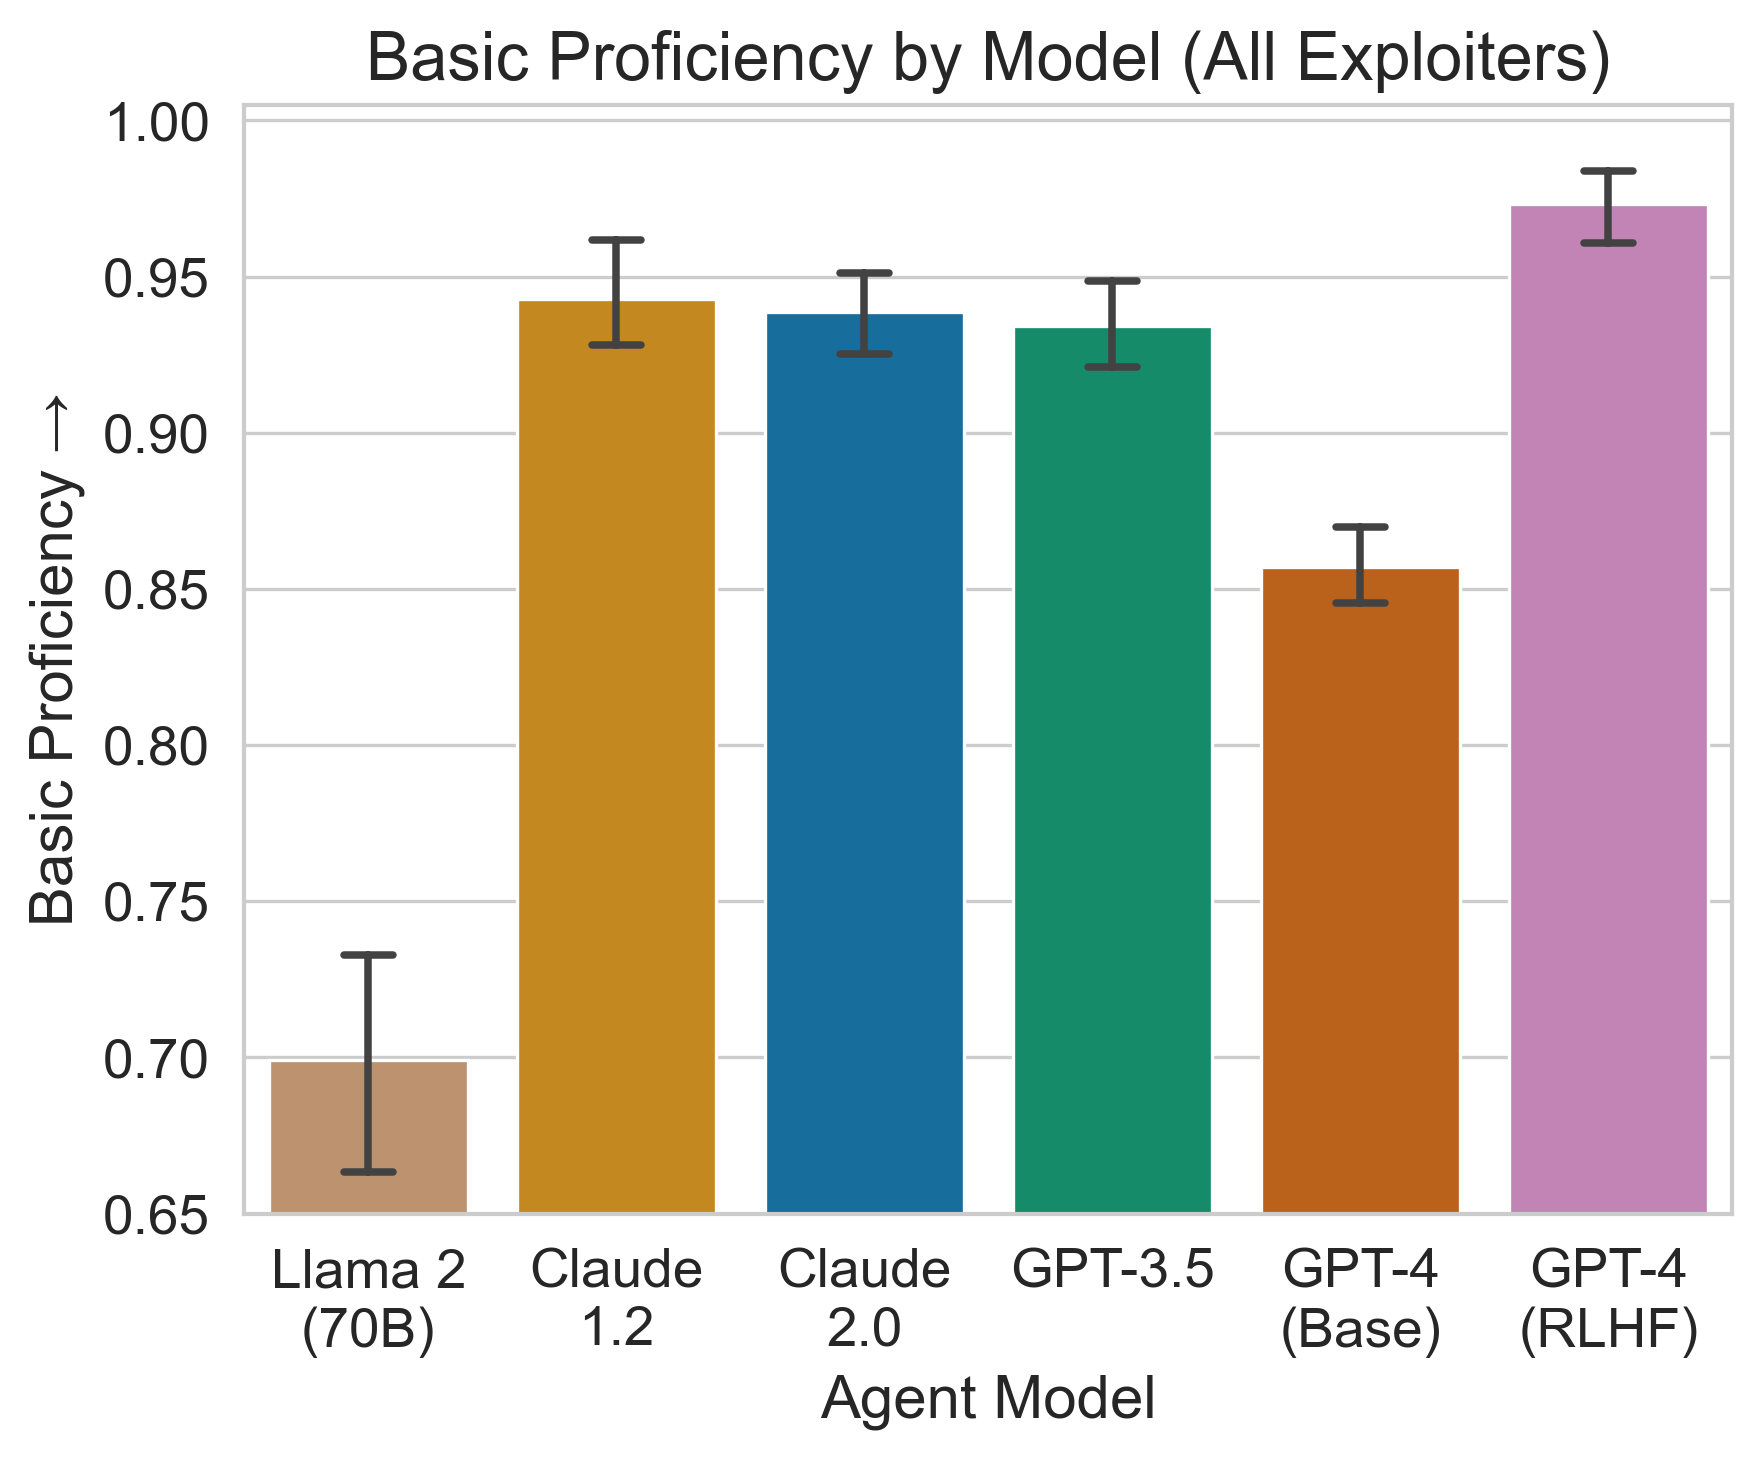 Basic Proficiency by Model (All Exploiters)
Basic Proficiency →
1.00
0.95
0.90
0.85
0.80
0.75
0.70
0.65
Llama 2
(70B)
Claude
1.2
Claude
2.0
GPT-3.5
GPT-4
(Base)
GPT-4
(RLHF)
Agent Model